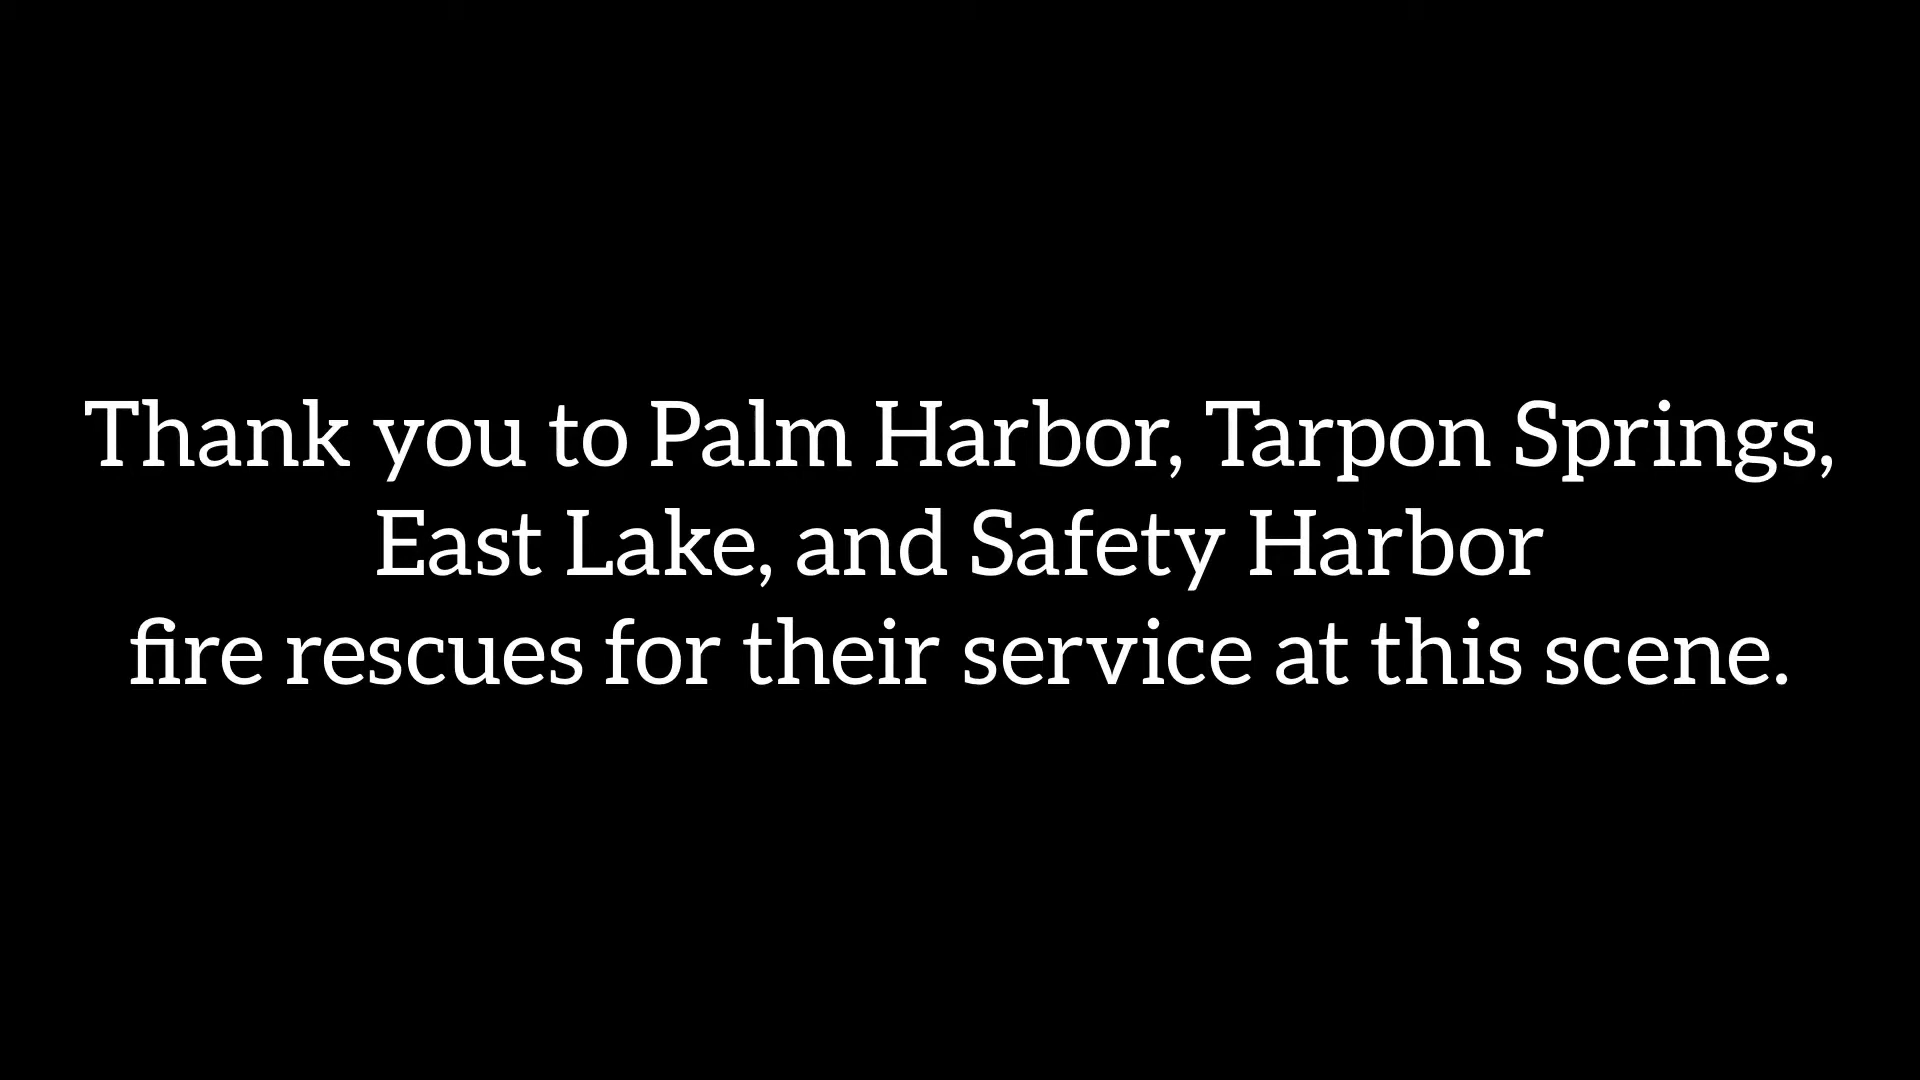 Thank you to Palm Harbor, Tarpon Springs,
East Lake, and Safety Harbor
fire rescues for their service at this scene.